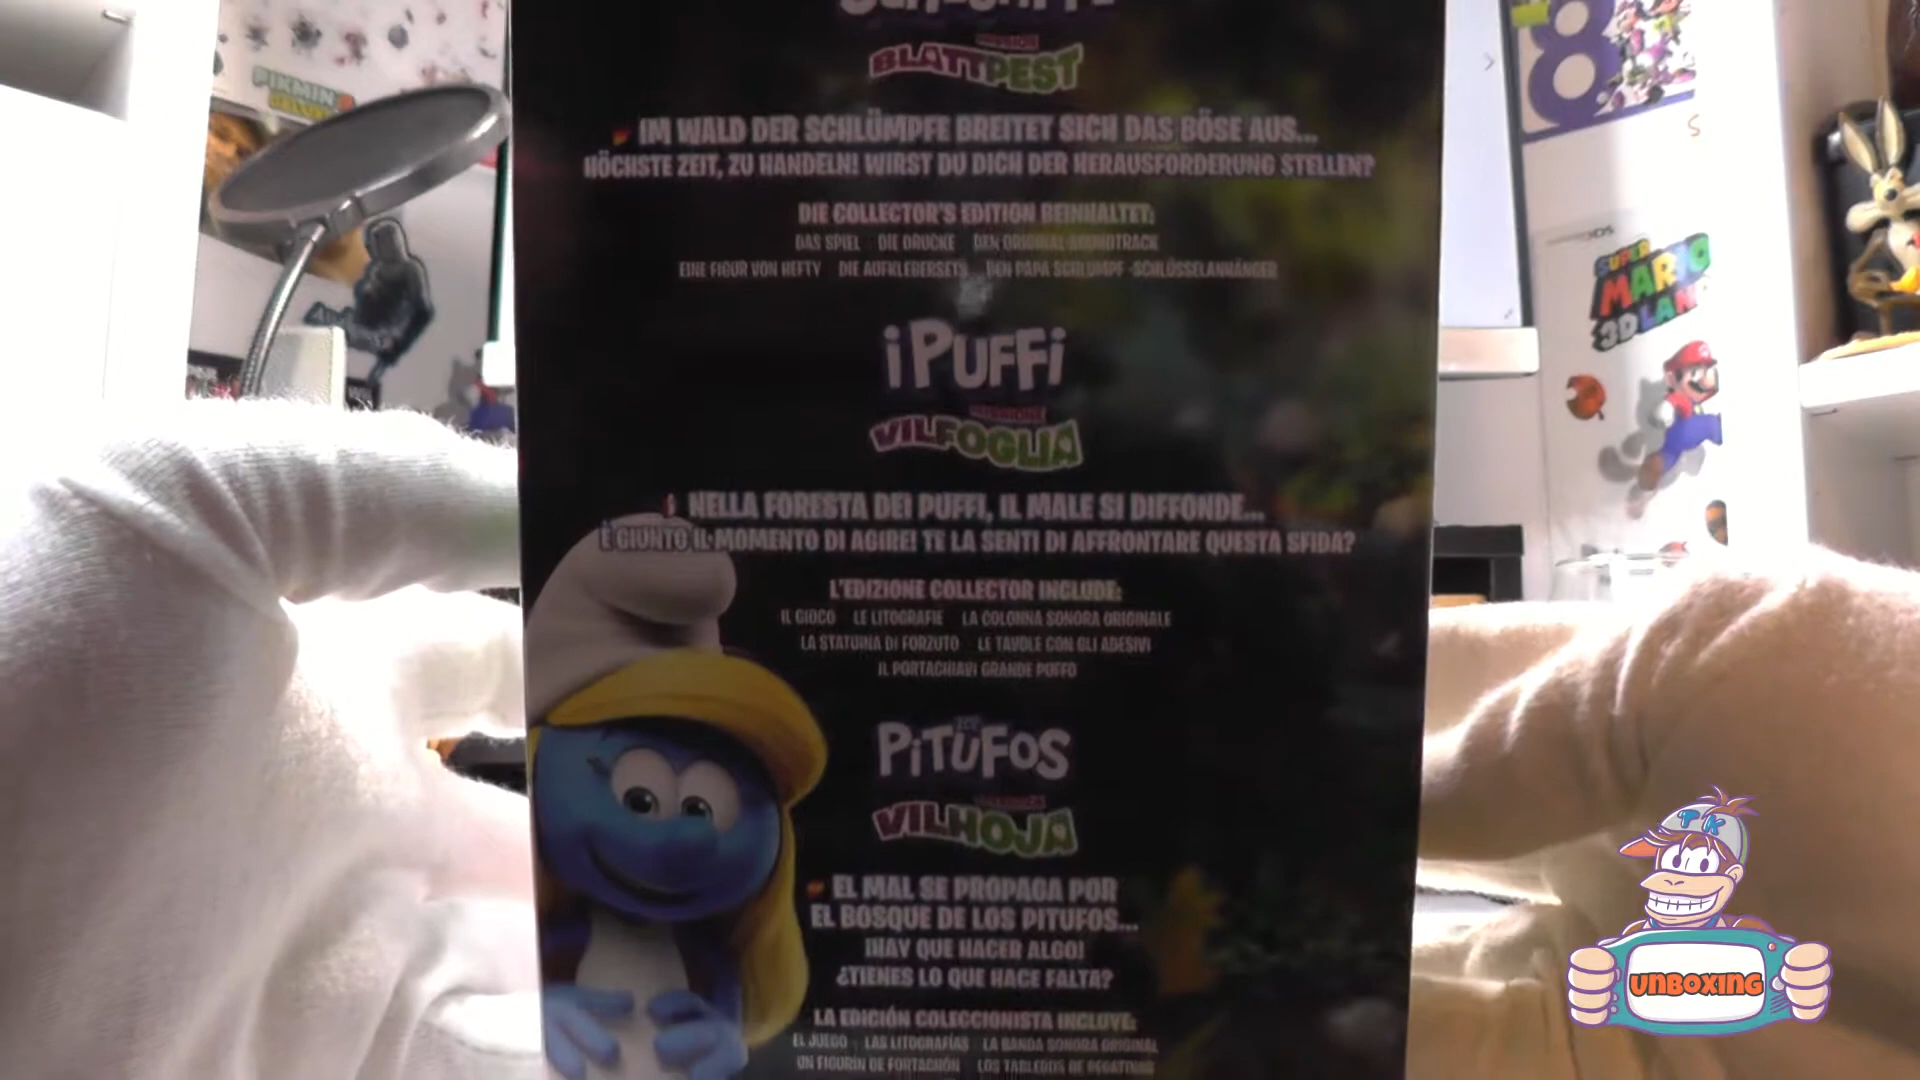 PIKMIN
8
BLATTPEST
IM WALD DER SCHLÜMPFE BREITET SICH DAS BÖSE AUS...
HÖCHSTE ZEIT, ZU HANDELN! WIRST DU DICH DER HERAUSFORDERUNG STELLEN?
DIE COLLECTOR'S EDITION BEINHALTET:
DAS SPIEL DIE DRUCKE DEN ORIGINAL SOUNDTRACK
EINE FIGUR VON HEFTY DIE AUFKLEBERSETS DEN PAPA SCHLUMPF-SCHLÜSSELANHÄNGER
SUPER
MARIO
3D LAND
i PUFFi
MISSIONE
VILFOGLIA
NELLA FORESTA DEI PUFFI, IL MALE SI DIFFONDE...
È GIUNTO IL MOMENTO DI AGIRE! TE LA SENTI DI AFFRONTARE QUESTA SFIDA?
L'EDIZIONE COLLECTOR INCLUDE:
IL GIOCO LE LITOGRAFIE LA COLONNA SONORA ORIGINALE
LA STATUINA DI FORZUTO LE TAVOLE CON GLI ADESIVI
IL PORTACHIAVI GRANDE PUFFO
LOS
PiTUFOS
VILHOJA
EL MAL SE PROPAGA POR
EL BOSQUE DE LOS PITUFOS...
¡HAY QUE HACER ALGO!
¿TIENES LO QUE HACE FALTA?
LA EDICIÓN COLECCIONISTA INCLUYE:
EL JUEGO LAS LITOGRAFÍAS LA BANDA SONORA ORIGINAL
UN FIGURÍN DE FORTACHÓN LOS TABLEROS DE PEGATINAS
TK
UNBOXING